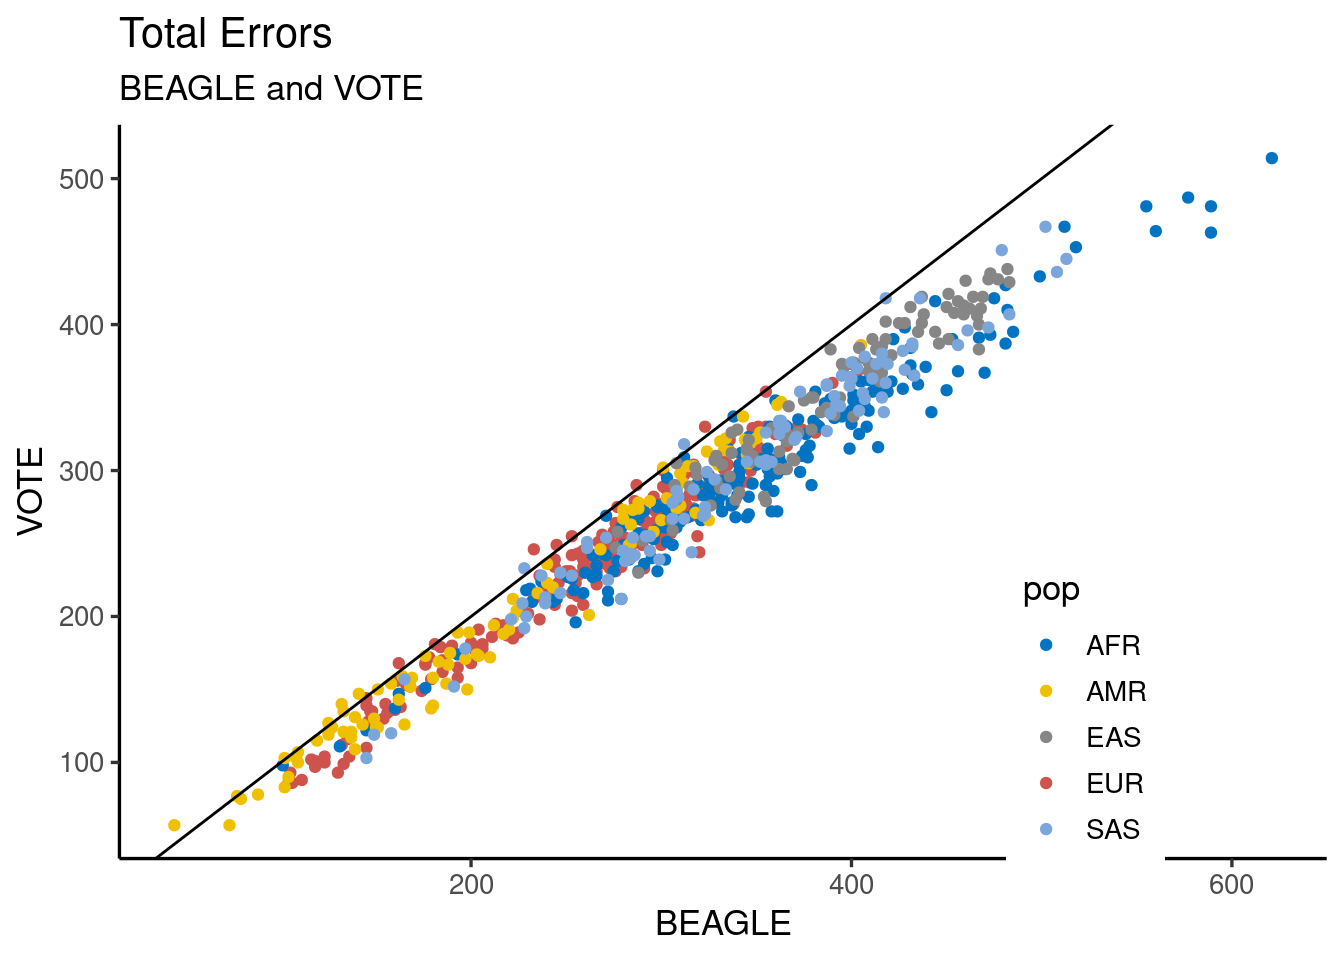 Total Errors
BEAGLE and VOTE
500
400
300
200
100
VOTE
pop
AFR
AMR
EAS
EUR
SAS
200
400
600
BEAGLE